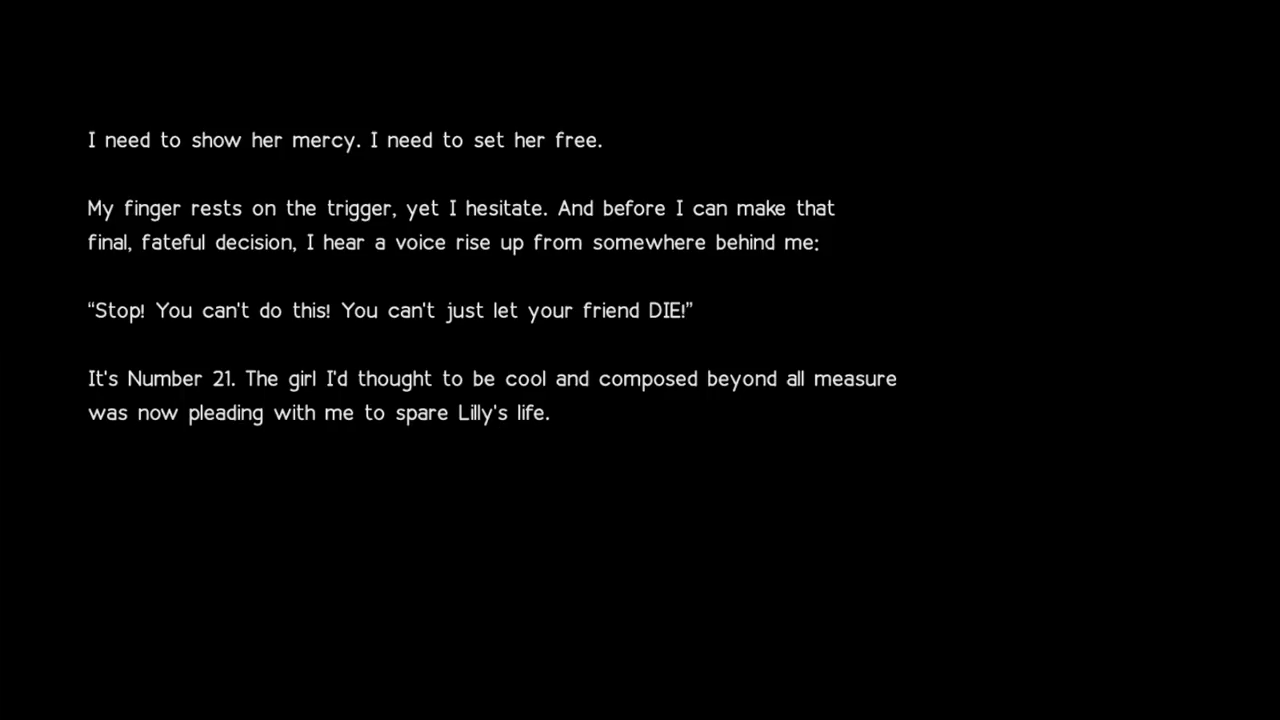 I need to show her mercy. I need to set her free.
My finger rests on the trigger, yet I hesitate. And before I can make that
final, fateful decision, I hear a voice rise up from somewhere behind me:
“Stop! You can't do this! You can't just let your friend DIE!”
It's Number 21. The girl I'd thought to be cool and composed beyond all measure
was now pleading with me to spare Lilly's life.